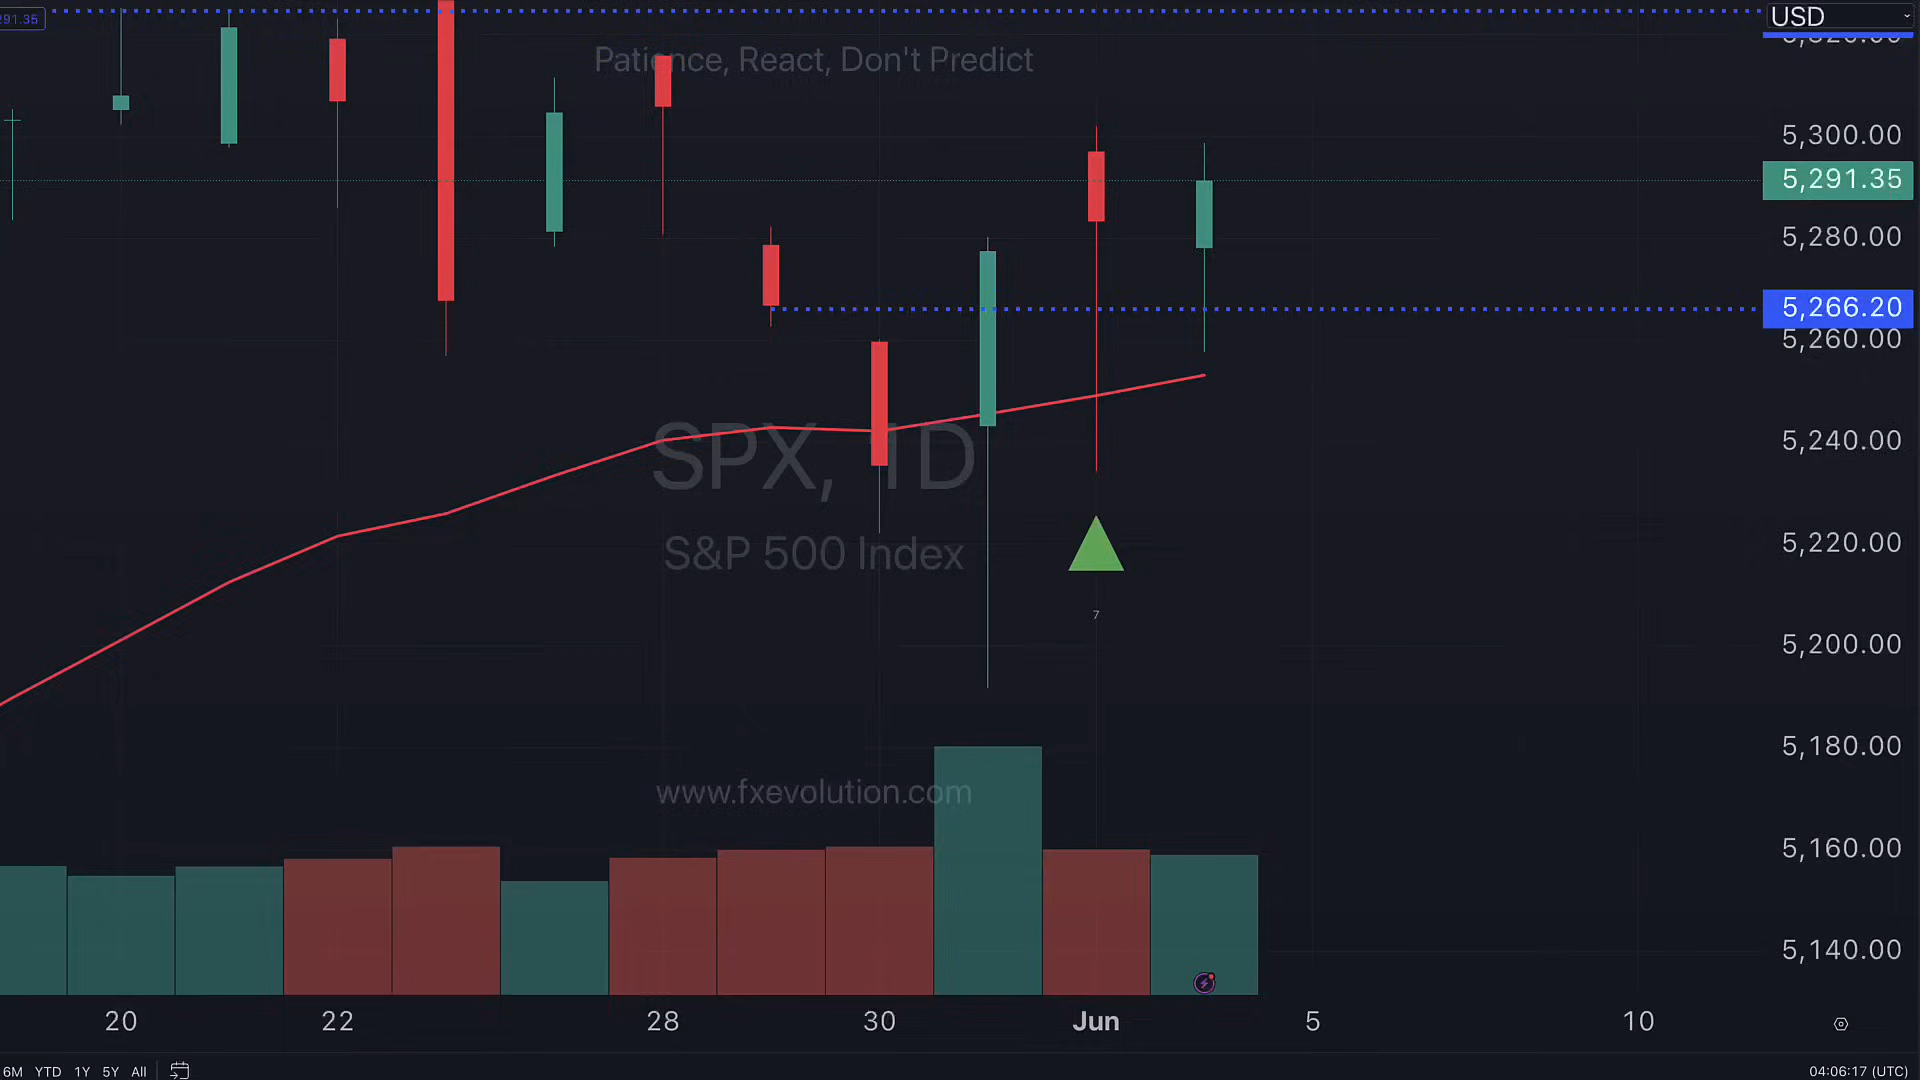 291.35
USD
Patience, React, Don't Predict
5,300.00
5,291.35
5,280.00
5,266.20
5,260.00
5,240.00
SPX, 1D
S&P 500 Index
5,220.00
7
5,200.00
5,180.00
www.fxevolution.com
5,160.00
5,140.00
20 22 28 30 Jun 5 10
6M YTD 1Y 5Y All
04:06:17 (UTC)